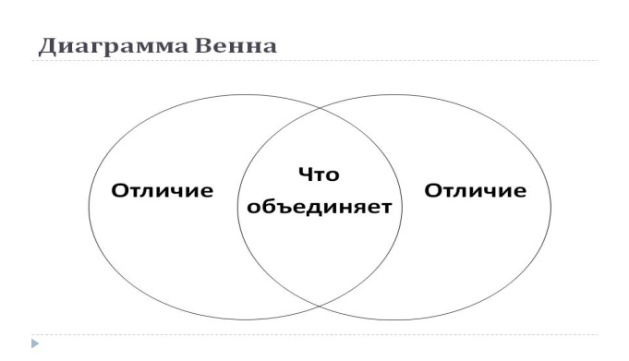 Диаграмма Венна
Отличие
Что
объединяет
Отличие